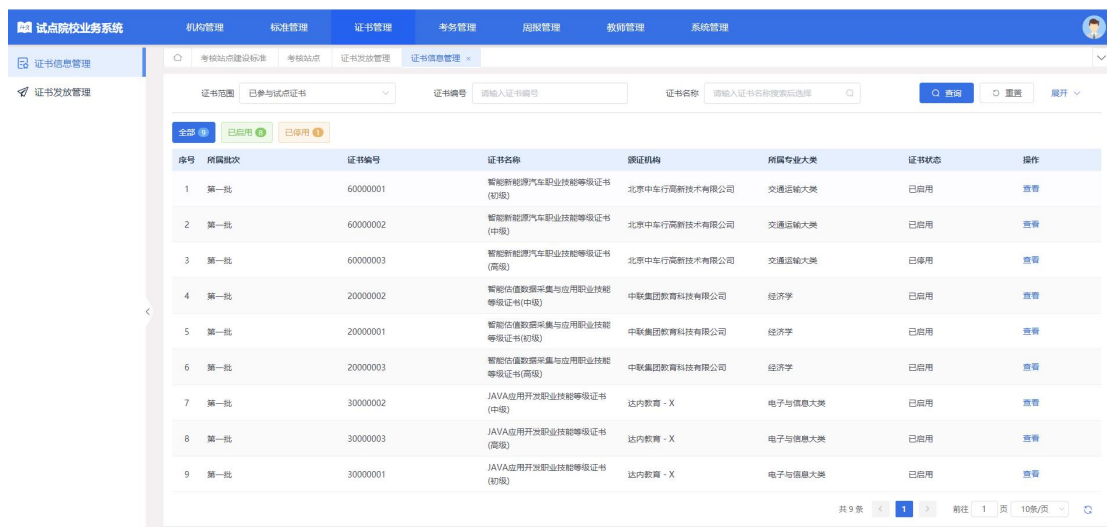 试点院校业务系统 机构管理 标准管理 证书管理 考务管理 周报管理 教师管理 系统管理
证书信息管理 考核站点建设标准 考核站点 证书发放管理 证书信息管理 ×
证书发放管理 证书范围 已参与试点证书 证书编号 请输入证书编号 证书名称 请输入证书名称搜索后选择 查询 重置 展开
全部 9 已启用 8 已停用 1
序号 所属批次 证书编号 证书名称 颁证机构 所属专业大类 证书状态 操作
1 第一批 60000001 智能新能源汽车职业技能等级证书 北京中车行高新技术有限公司 交通运输大类 已启用 查看
(初级)
2 第一批 60000002 智能新能源汽车职业技能等级证书 北京中车行高新技术有限公司 交通运输大类 已启用 查看
(中级)
3 第一批 60000003 智能新能源汽车职业技能等级证书 北京中车行高新技术有限公司 交通运输大类 已停用 查看
(高级)
4 第一批 20000002 智能估值数据采集与应用职业技能 中联集团教育科技有限公司 经济学 已启用 查看
等级证书(中级)
5 第一批 20000001 智能估值数据采集与应用职业技能 中联集团教育科技有限公司 经济学 已启用 查看
等级证书(初级)
6 第一批 20000003 智能估值数据采集与应用职业技能 中联集团教育科技有限公司 经济学 已启用 查看
等级证书(高级)
7 第一批 30000002 JAVA应用开发职业技能等级证书 达内教育 - X 电子与信息大类 已启用 查看
(中级)
8 第一批 30000003 JAVA应用开发职业技能等级证书 达内教育 - X 电子与信息大类 已启用 查看
(高级)
9 第一批 30000001 JAVA应用开发职业技能等级证书 达内教育 - X 电子与信息大类 已启用 查看
(初级)
共 9 条 < 1 > 前往 1 页 10条/页